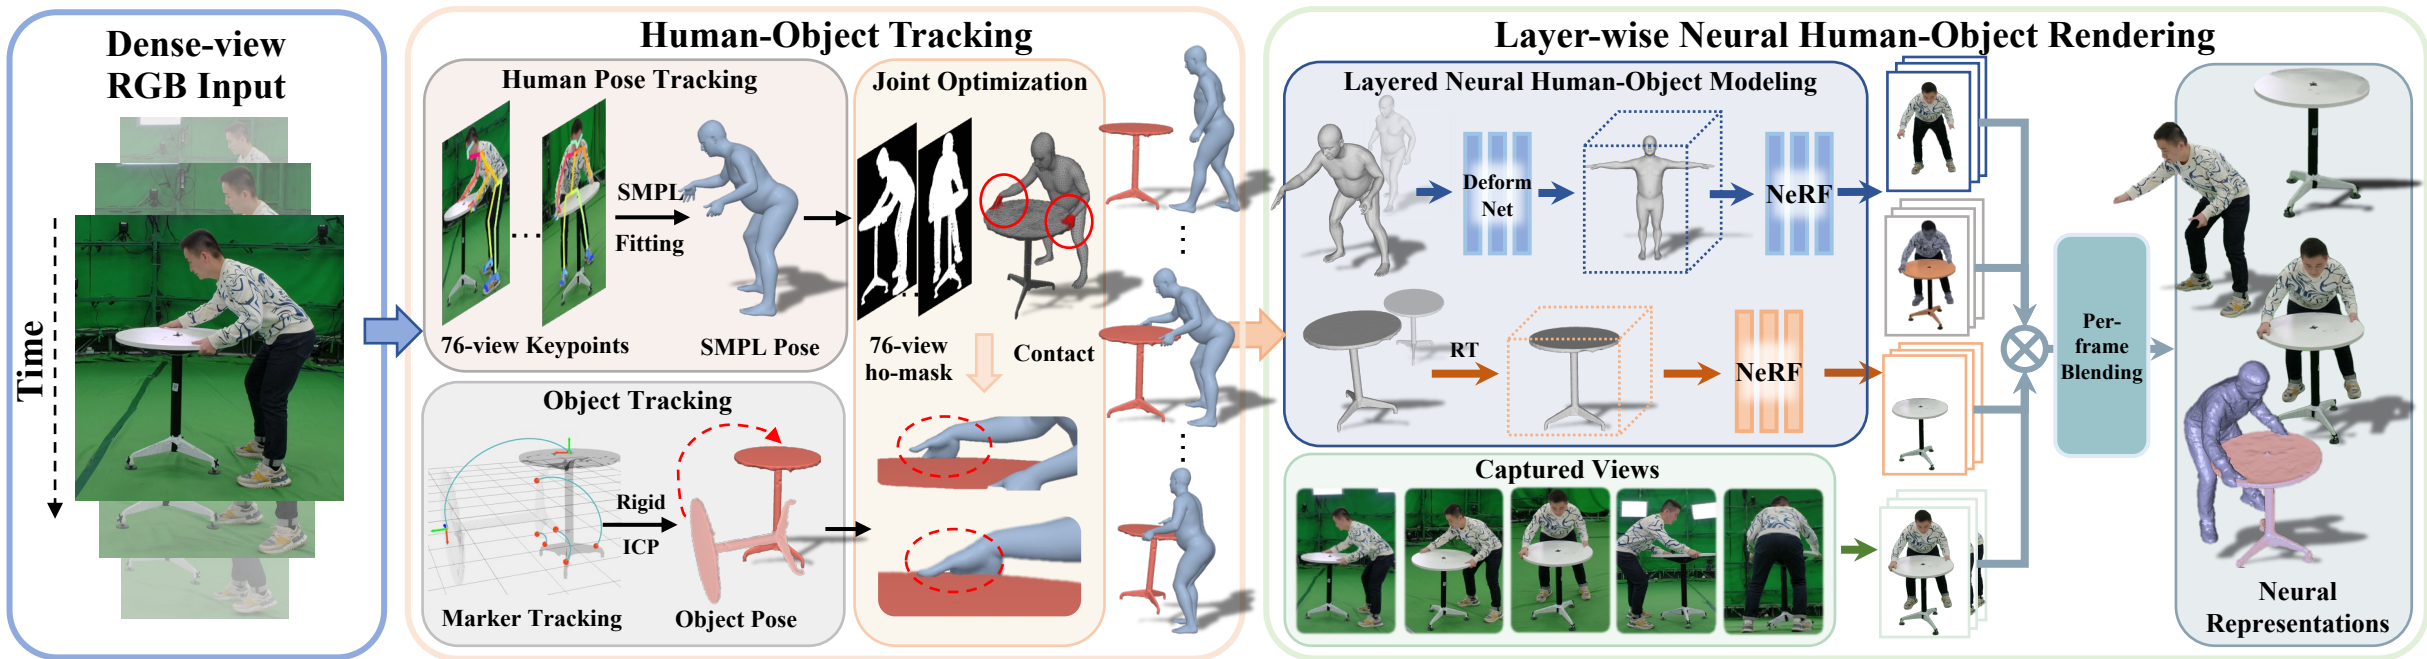 Dense-view
RGB Input
Time
Human-Object Tracking
Human Pose Tracking
SMPL
Fitting
76-view Keypoints
SMPL Pose
Object Tracking
Rigid
ICP
Marker Tracking
Object Pose
Joint Optimization
76-view
ho-mask
Contact
Layer-wise Neural Human-Object Rendering
Layered Neural Human-Object Modeling
Deform
Net
NeRF
RT
NeRF
Captured Views
Per-
frame
Blending
Neural
Representations